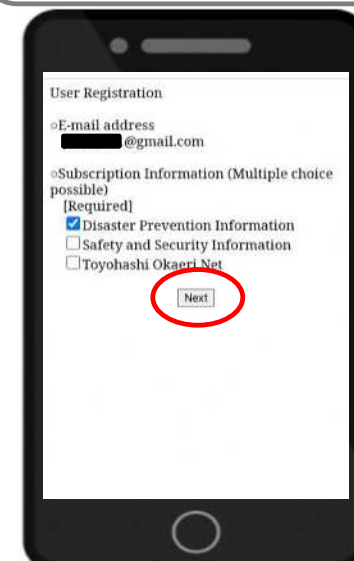 User Registration
○E-mail address
@gmail.com
○Subscription Information (Multiple choice
possible)
[Required]
Disaster Prevention Information
Safety and Security Information
Toyohashi Okaeri Net
Next